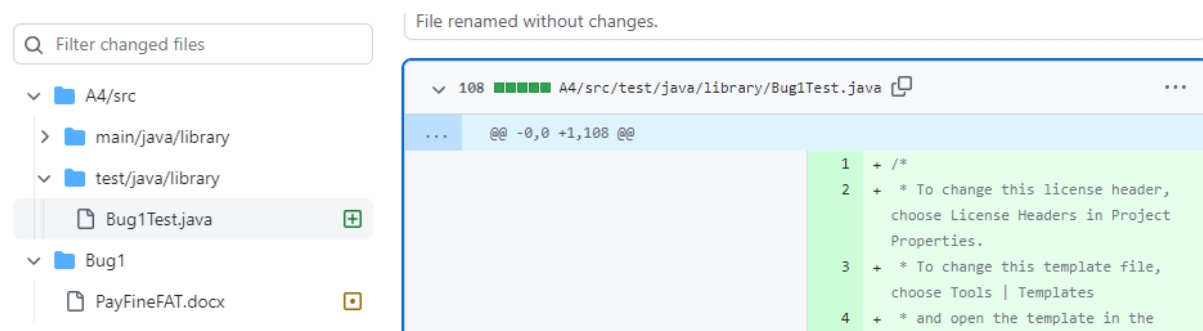 File renamed without changes.
Filter changed files
A4/src
main/java/library
test/java/library
Bug1Test.java
Bug1
PayFineFAT.docx
108 A4/src/test/java/library/Bug1Test.java
...
... @@ -0,0 +1,108 @@
1 + /*
2 + * To change this license header,
choose License Headers in Project
Properties.
3 + * To change this template file,
choose Tools | Templates
4 + * and open the template in the